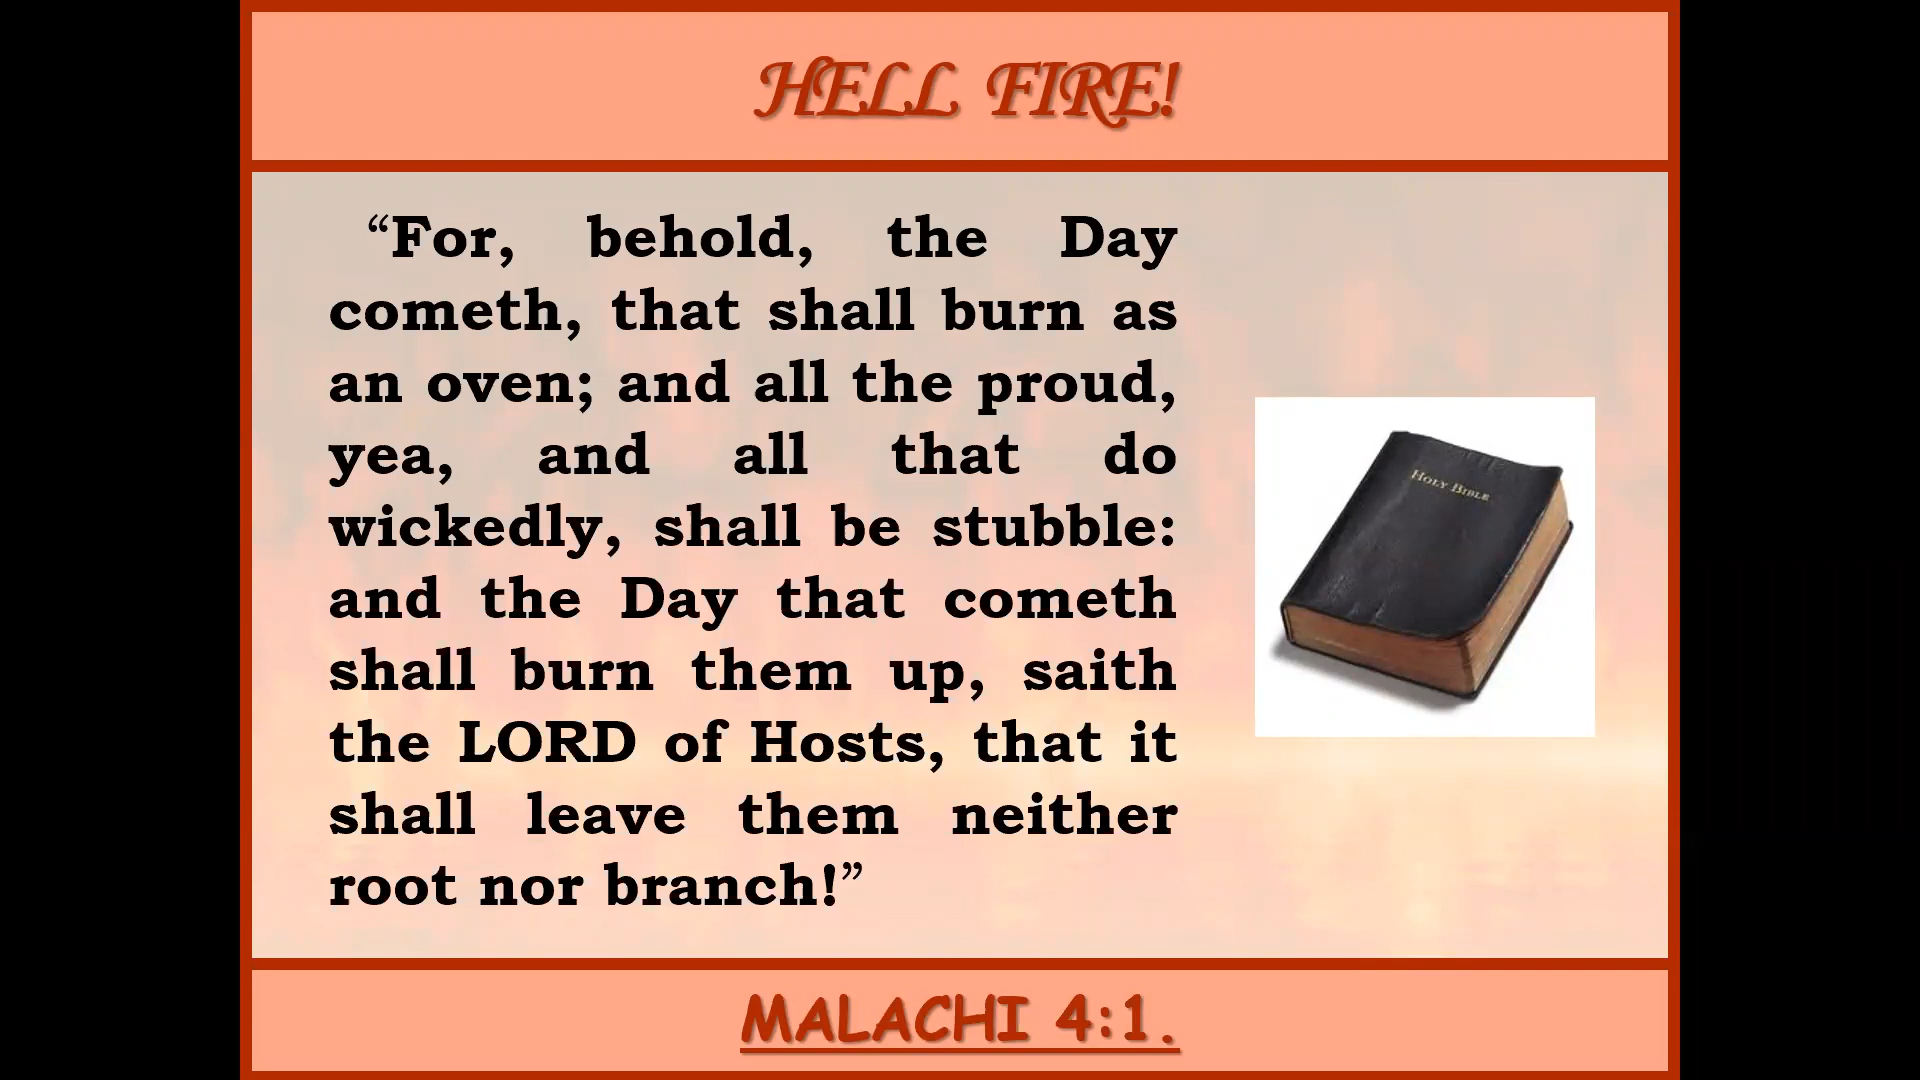 HELL FIRE!
“For, behold, the Day
cometh, that shall burn as
an oven; and all the proud,
yea, and all that do
wickedly, shall be stubble:
and the Day that cometh
shall burn them up, saith
the LORD of Hosts, that it
shall leave them neither
root nor branch!”
HOLY BIBLE
MALACHI 4:1.